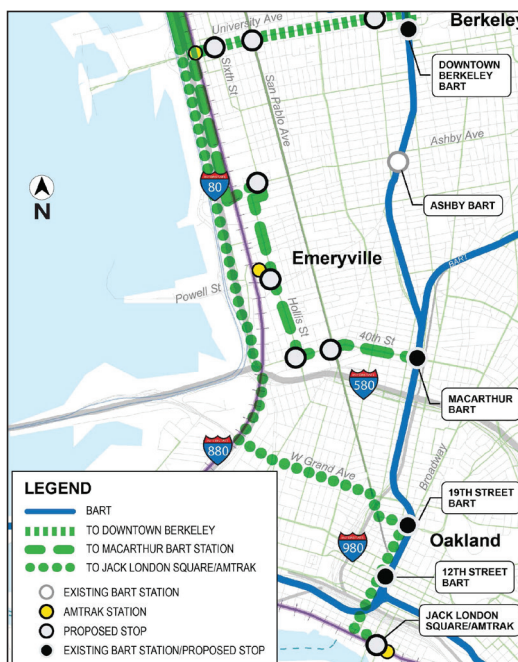 University Ave
Berkeley
Sixth St
San Pablo Ave
DOWNTOWN
BERKELEY
BART
Ashby Ave
80
ASHBY BART
N
Emeryville
BART
Powell St
Hollis St
40th St
580
MACARTHUR
BART
880
W Grand Ave
Broadway
19TH STREET
BART
980
Oakland
12TH STREET
BART
JACK LONDON
SQUARE/AMTRAK
LEGEND
BART
TO DOWNTOWN BERKELEY
TO MACARTHUR BART STATION
TO JACK LONDON SQUARE/AMTRAK
EXISTING BART STATION
AMTRAK STATION
PROPOSED STOP
EXISTING BART STATION/PROPOSED STOP